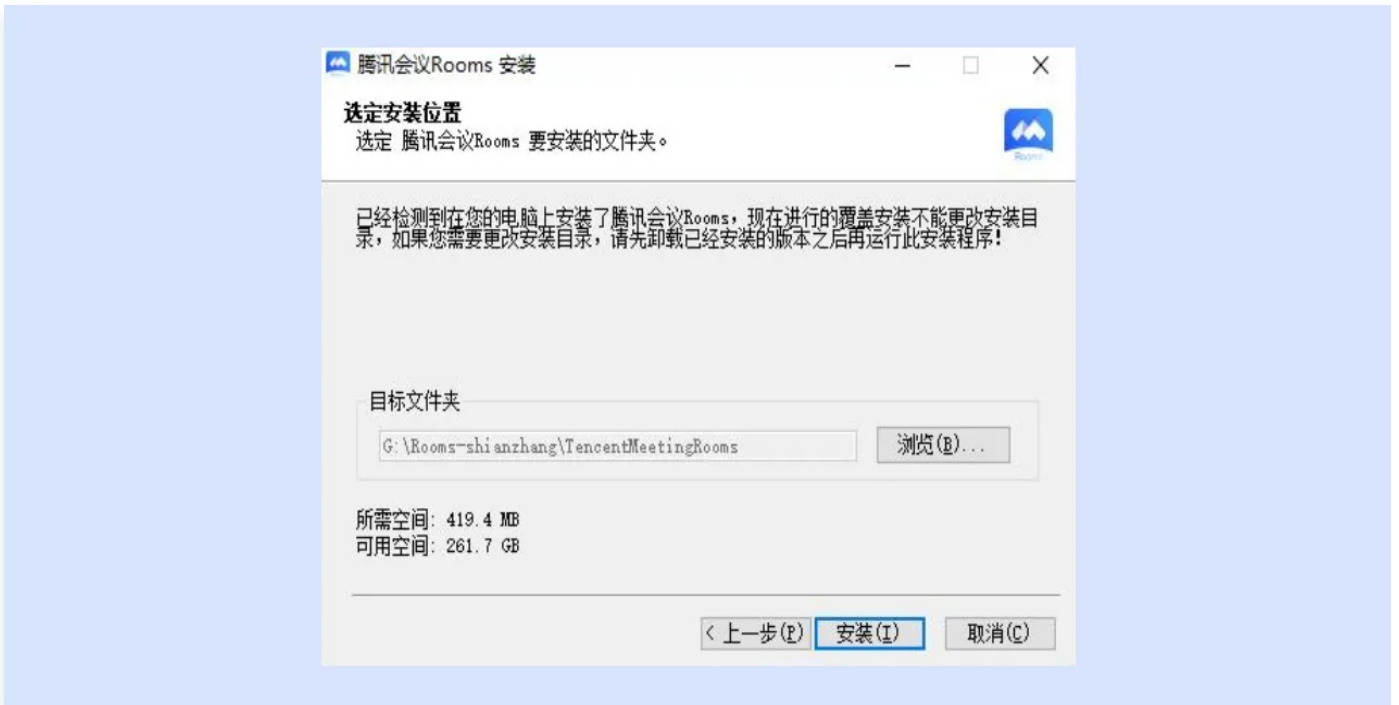 腾讯会议Rooms 安装
选定安装位置
选定 腾讯会议Rooms 要安装的文件夹。
Rooms
已经检测到在您的电脑上安装了腾讯会议Rooms，现在进行的覆盖安装不能更改安装目
录，如果您需要更改安装目录，请先卸载已经安装的版本之后再运行此安装程序!
目标文件夹
G:\Rooms-shianzhang\TencentMeetingRooms
浏览(B)...
所需空间: 419.4 MB
可用空间: 261.7 GB
< 上一步(P)
安装(I)
取消(C)